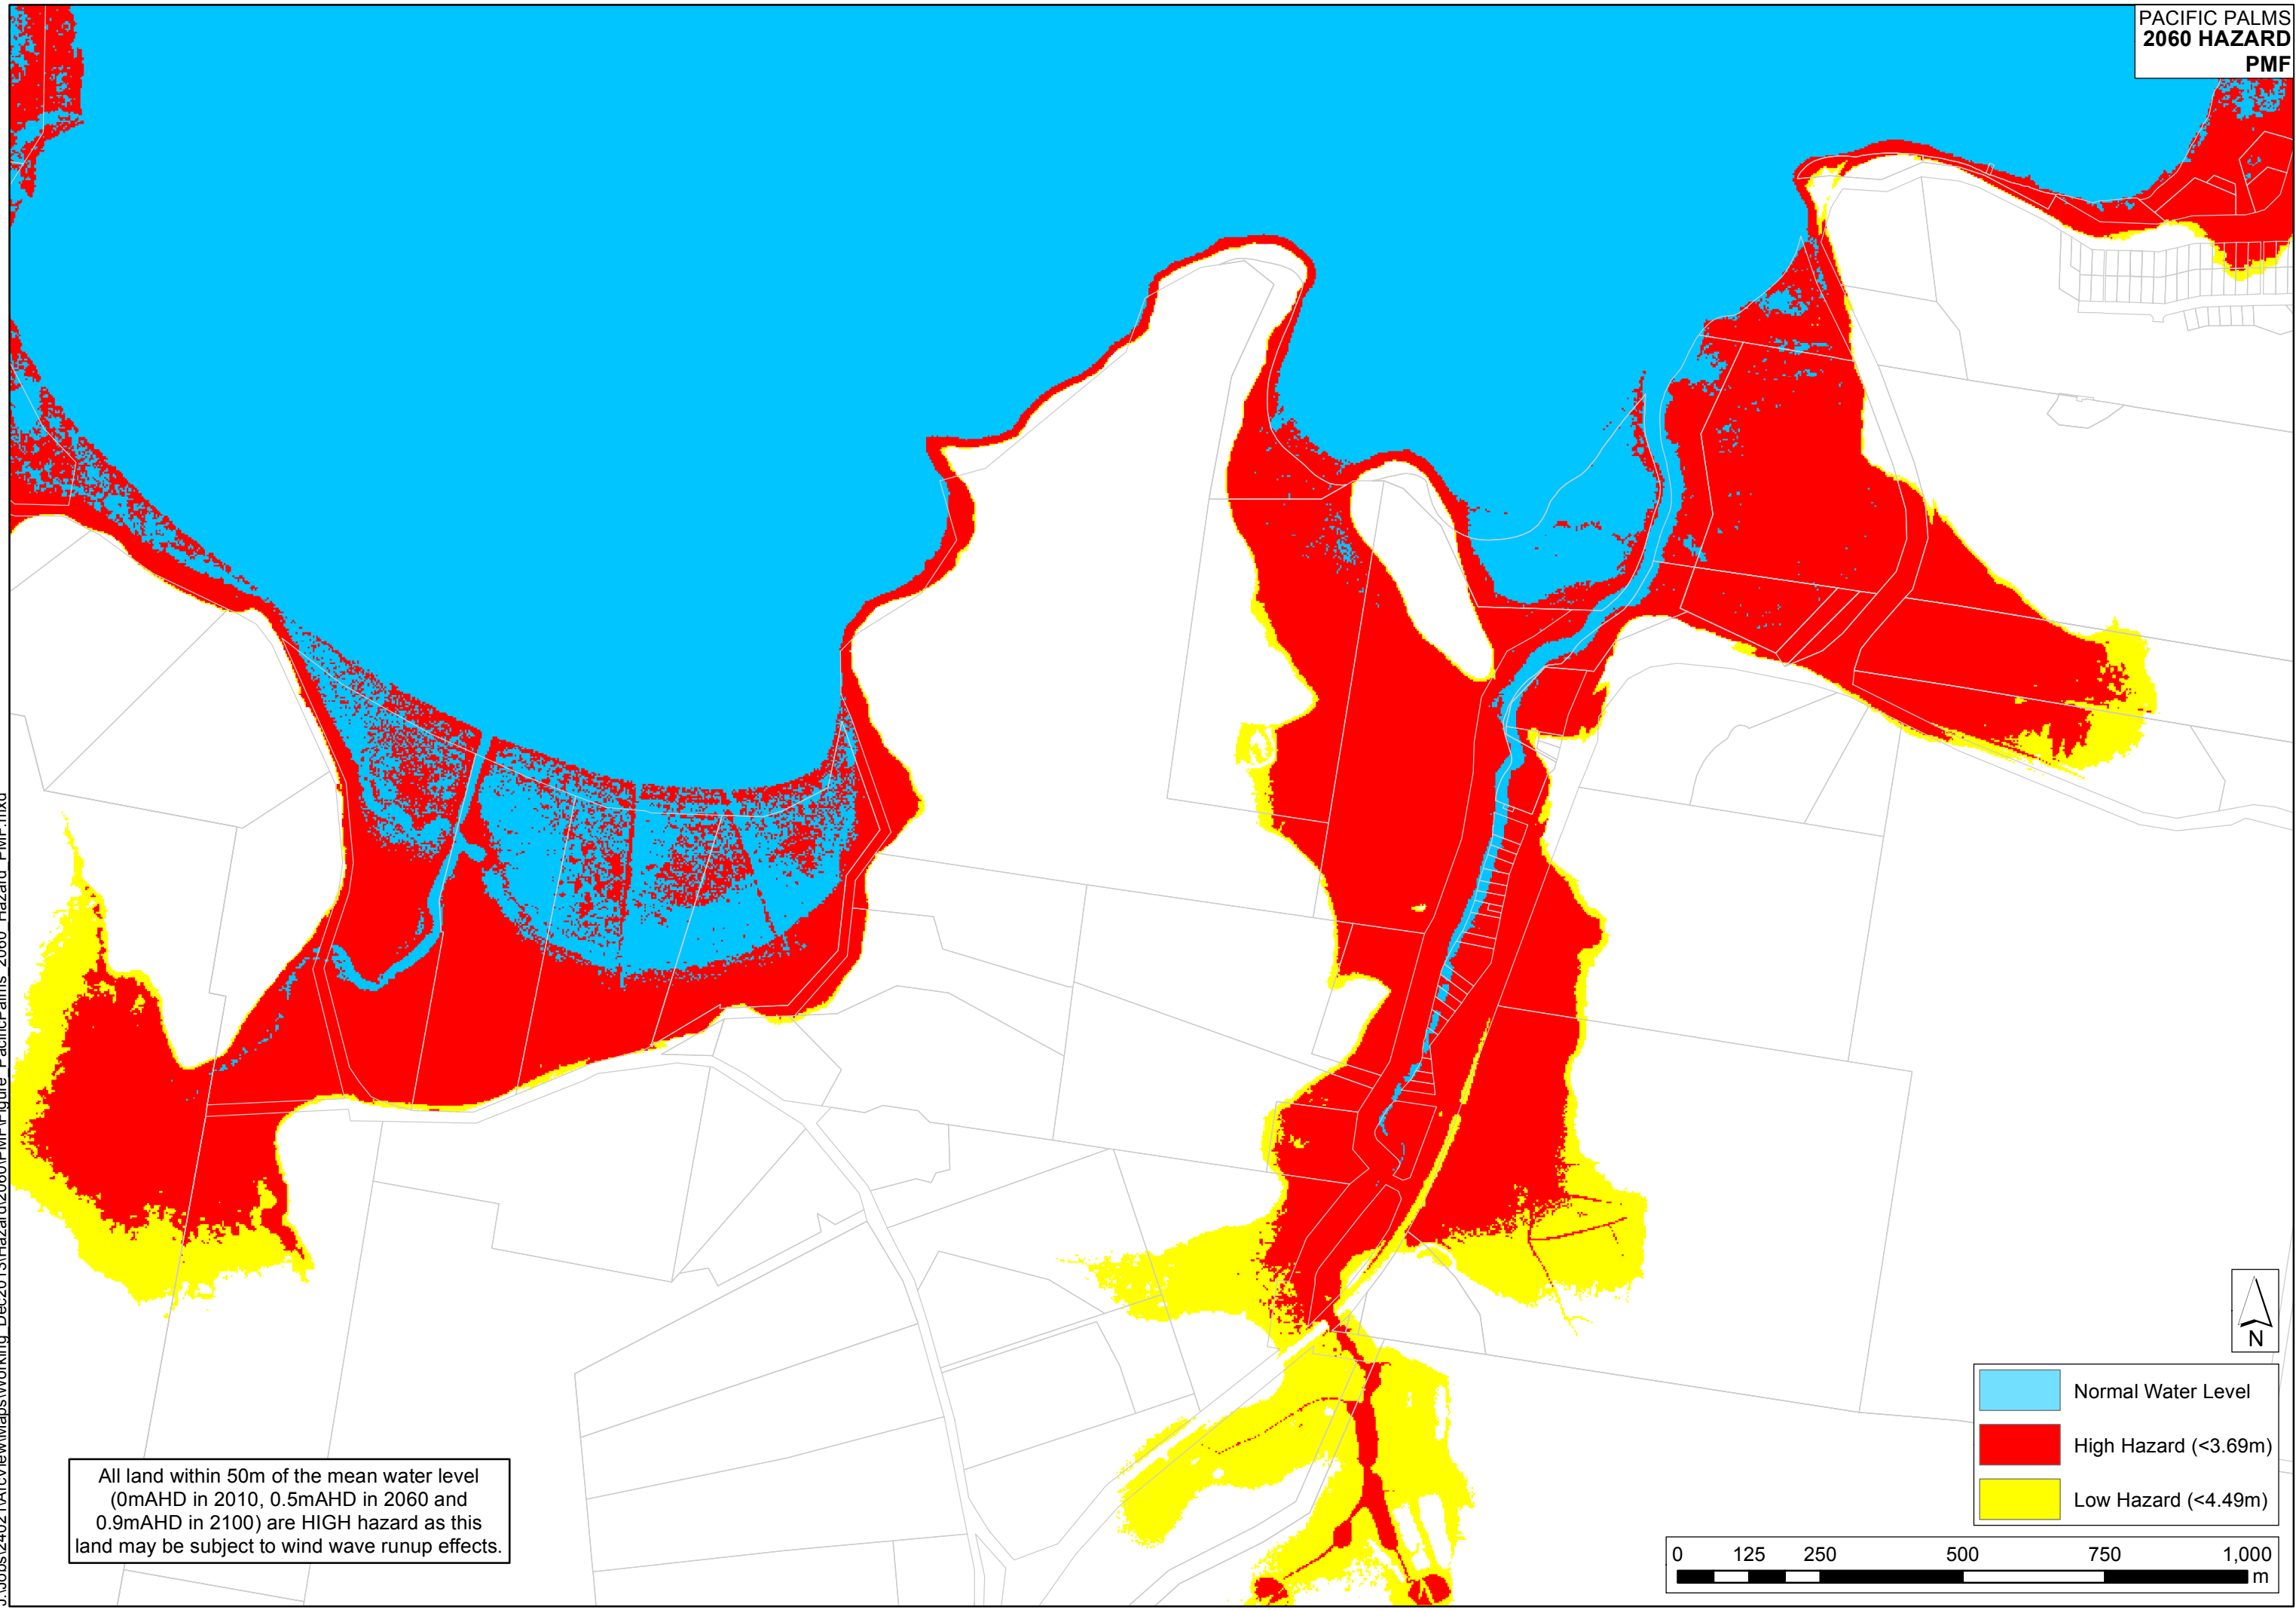 PACIFIC PALMS
2060 HAZARD
PMF
N
Normal Water Level
High Hazard (<3.69m)
Low Hazard (<4.49m)
0 125 250 500 750 1,000
m
All land within 50m of the mean water level
(0mAHD in 2010, 0.5mAHD in 2060 and
0.9mAHD in 2100) are HIGH hazard as this
land may be subject to wind wave runup effects.